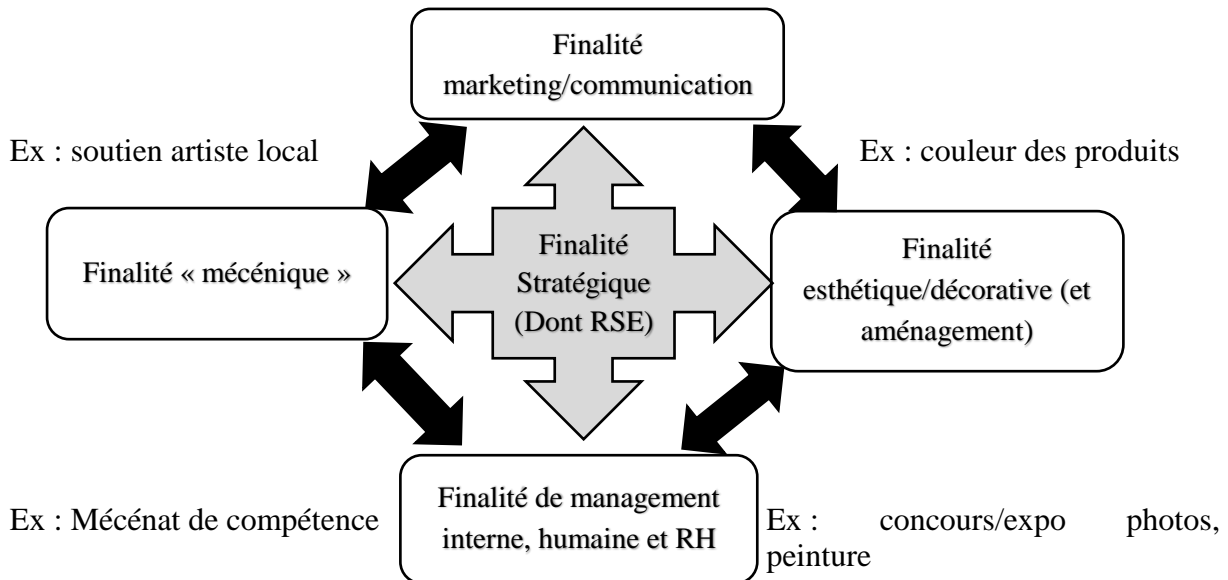 Finalité
marketing/communication
Ex : soutien artiste local
Ex : couleur des produits
Finalité « mécénique »
Finalité
Stratégique
(Dont RSE)
Finalité
esthétique/décorative (et
aménagement)
Ex : Mécénat de compétence
Finalité de management
interne, humaine et RH
Ex : concours/expo photos,
peinture